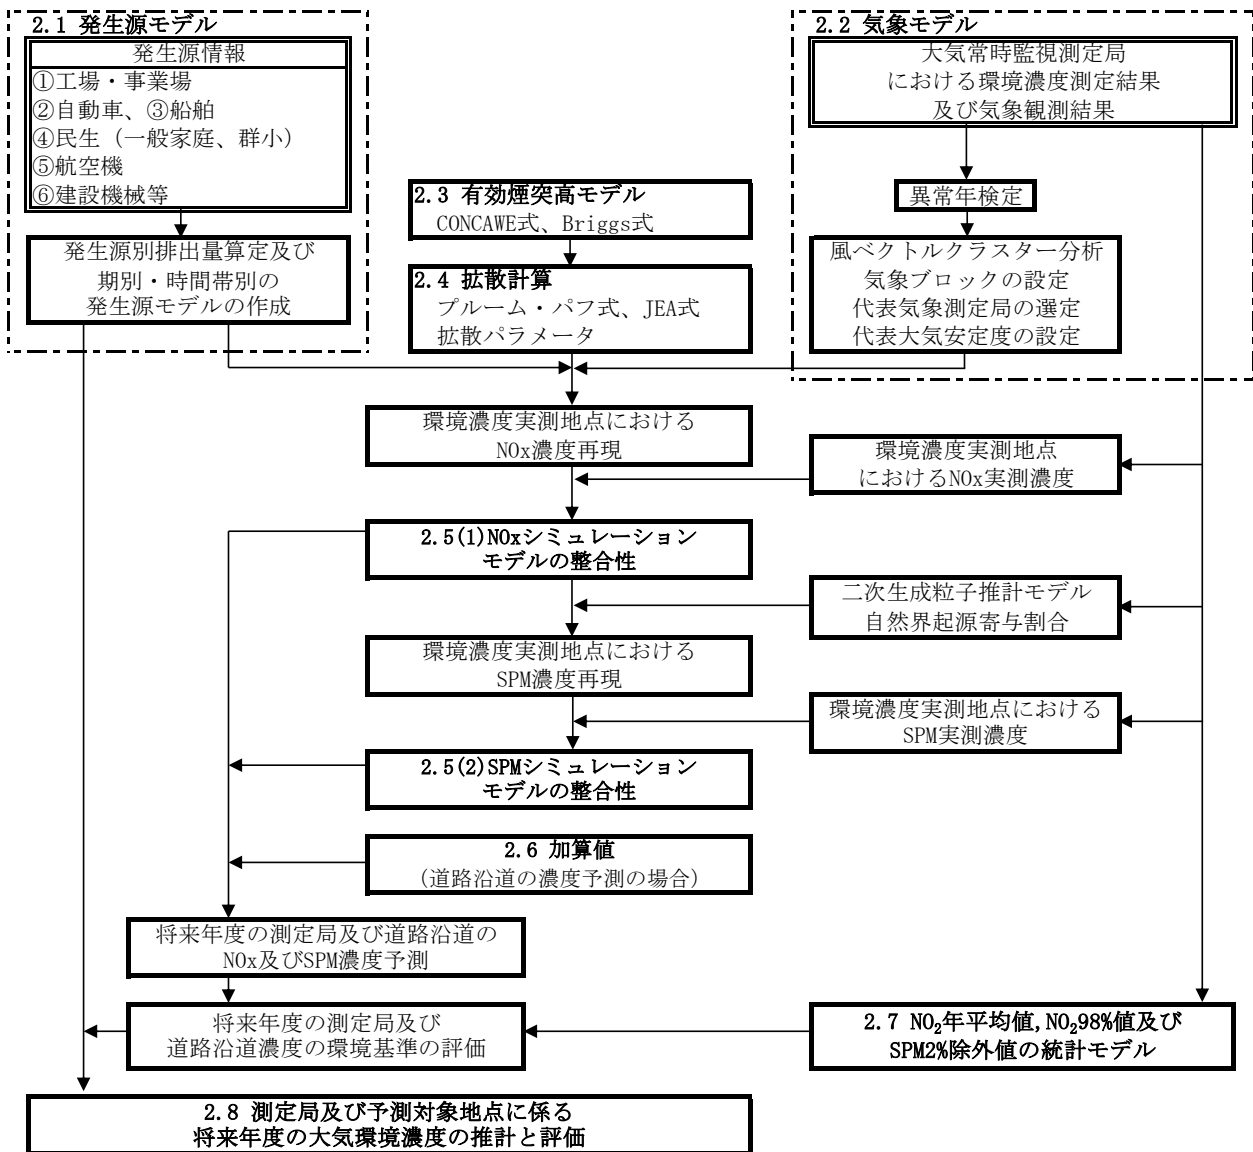 2.1 発生源モデル
発生源情報
①工場・事業場
②自動車、③船舶
④民生（一般家庭、群小）
⑤航空機
⑥建設機械等
発生源別排出量算定及び
期別・時間帯別の
発生源モデルの作成
2.2 気象モデル
大気常時監視測定局
における環境濃度測定結果
及び気象観測結果
異常年検定
風ベクトルクラスター分析
気象ブロックの設定
代表気象測定局の選定
代表大気安定度の設定
2.3 有効煙突高モデル
CONCAWE式、Briggs式
2.4 拡散計算
プルーム・パフ式、JEA式
拡散パラメータ
環境濃度実測地点における
NOx濃度再現
環境濃度実測地点
におけるNOx実測濃度
2.5(1)NOxシミュレーション
モデルの整合性
二次生成粒子推計モデル
自然界起源寄与割合
環境濃度実測地点における
SPM濃度再現
環境濃度実測地点における
SPM実測濃度
2.5(2)SPMシミュレーション
モデルの整合性
2.6 加算値
(道路沿道の濃度予測の場合)
将来年度の測定局及び道路沿道の
NOx及びSPM濃度予測
将来年度の測定局及び
道路沿道濃度の環境基準の評価
2.7 NO₂年平均値,NO₂98%値及び
SPM2%除外値の統計モデル
2.8 測定局及び予測対象地点に係る
将来年度の大気環境濃度の推計と評価